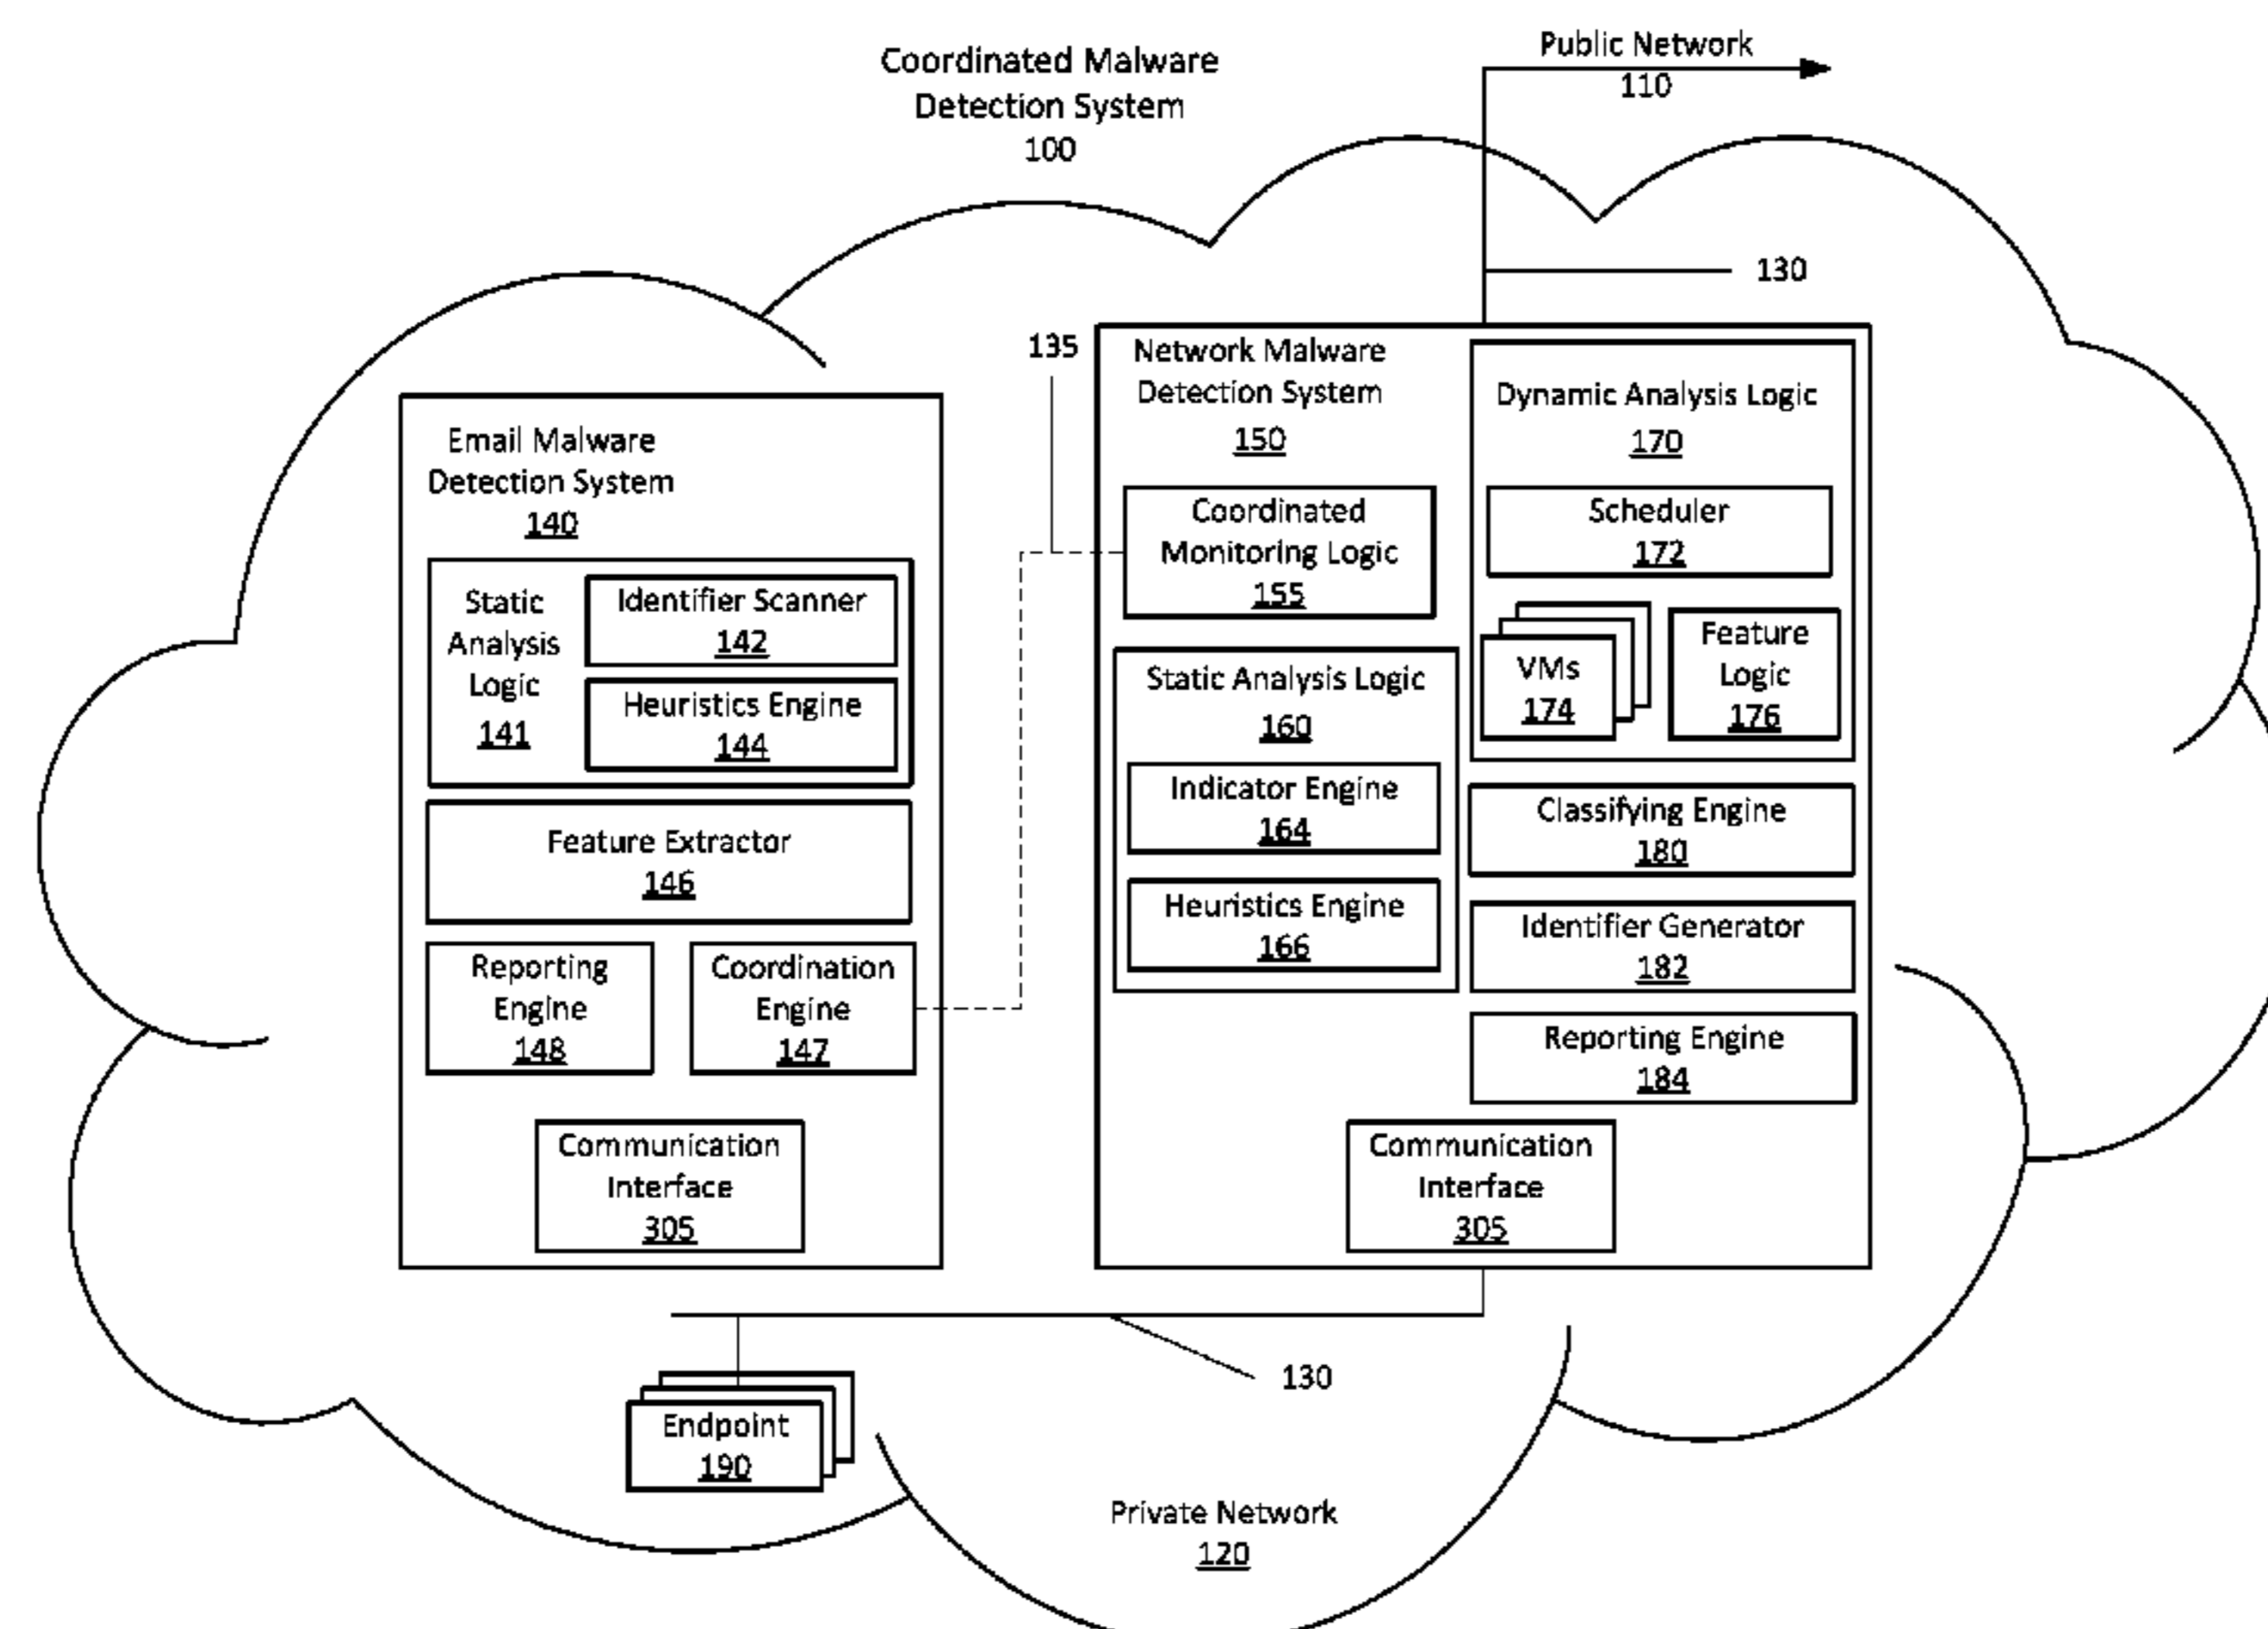 Coordinated Malware
Detection System
100
Public Network
110
130
135
Email Malware
Detection System
140
Static
Analysis
Logic
141
Identifier Scanner
142
Heuristics Engine
144
Feature Extractor
146
Reporting
Engine
148
Coordination
Engine
147
Communication
Interface
305
Network Malware
Detection System
150
Coordinated
Monitoring Logic
155
Static Analysis Logic
160
Indicator Engine
164
Heuristics Engine
166
Dynamic Analysis Logic
170
Scheduler
172
VMs
174
Feature
Logic
176
Classifying Engine
180
Identifier Generator
182
Reporting Engine
184
Communication
Interface
305
130
Endpoint
190
Private Network
120